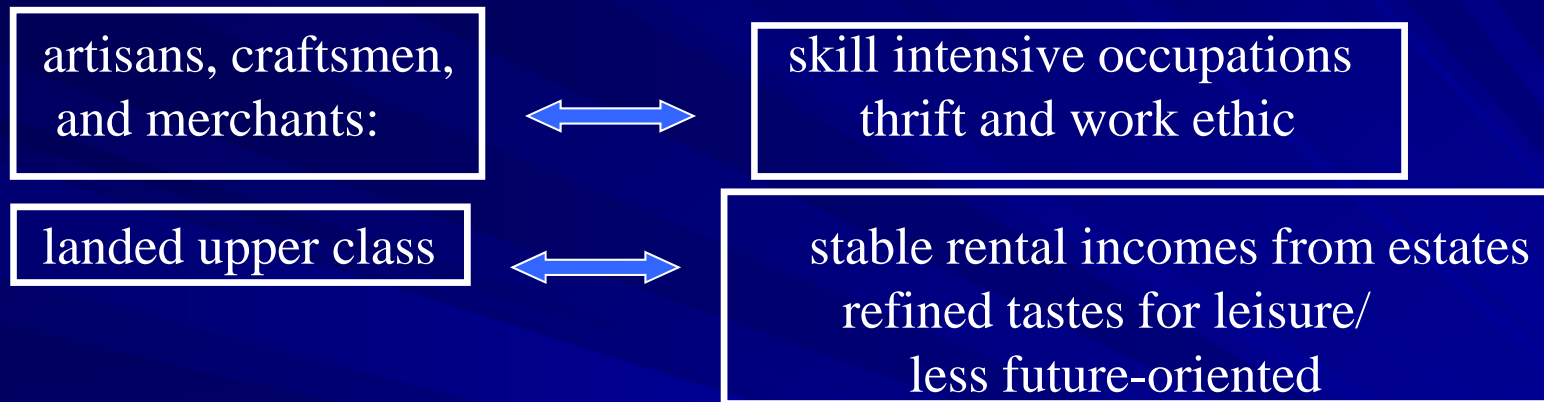 artisans, craftsmen,
and merchants:
skill intensive occupations
thrift and work ethic
landed upper class
stable rental incomes from estates
refined tastes for leisure/
less future-oriented